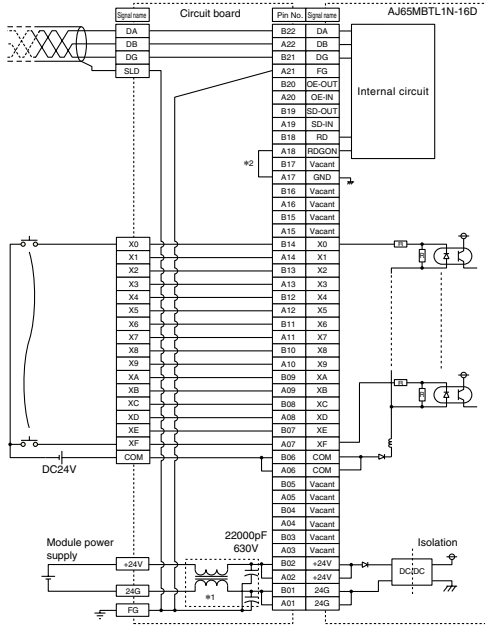 Circuit board
AJ65MBTL1N-16D
Signal name
Pin No. Signal name
DA B22 DA
DB A22 DB
DG B21 DG
SLD A21 FG
B20 OE-OUT
A20 OE-IN
B19 SD-OUT
A19 SD-IN
B18 RD
A18 RDGON
B17 Vacant
A17 GND
B16 Vacant
A16 Vacant
B15 Vacant
A15 Vacant
Internal circuit
*2
X0 B14 X0 R
X1 A14 X1 R
X2 B13 X2
X3 A13 X3
X4 B12 X4
X5 A12 X5
X6 B11 X6
X7 A11 X7
X8 B10 X8
X9 A10 X9
XA B09 XA R
XB A09 XB R
XC B08 XC
XD A08 XD
XE B07 XE
XF A07 XF
COM B06 COM
A06 COM
DC24V
B05 Vacant
A05 Vacant
B04 Vacant
A04 Vacant
B03 Vacant
A03 Vacant
22000pF
630V
Module power
supply
Isolation
+24V B02 +24V
A02 +24V
DC/DC
24G B01 24G
*1
FG A01 24G